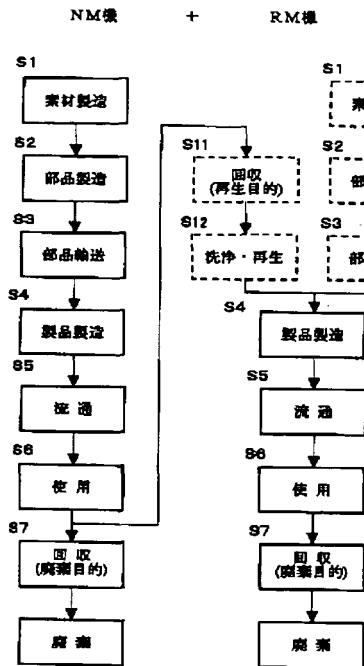 NM機 + RM機
S1
素材製造
S2
部品製造
S3
部品輸送
S4
製品製造
S5
流通
S6
使用
S7
回収
(廃棄目的)
廃棄
S11
回収
(再生目的)
S12
洗浄・再生
S1
素
S2
部
S3
部
S4
製品製造
S5
流通
S6
使用
S7
回収
(廃棄目的)
廃棄